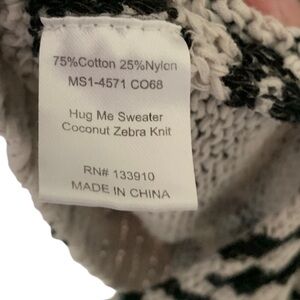 75%Cotton 25%Nylon
MS1-4571 CO68
Hug Me Sweater
Coconut Zebra Knit
RN# 133910
MADE IN CHINA